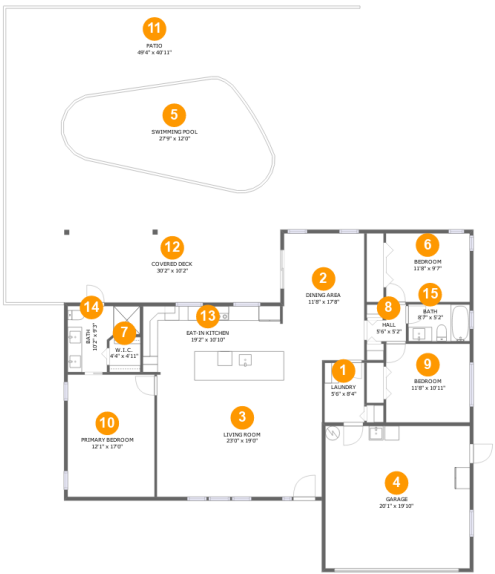 11
PATIO
49'4" x 40'11"
5
SWIMMING POOL
27'9" x 12'0"
12
COVERED DECK
30'2" x 10'2"
6
BEDROOM
11'8" x 9'7"
2
DINING AREA
11'8" x 17'8"
14
BATH
10'2" x 9'3"
13
EAT-IN KITCHEN
19'2" x 10'10"
8
HALL
5'6" x 5'2"
15
BATH
8'7" x 5'2"
7
W.I.C.
4'4" x 4'11"
1
LAUNDRY
5'6" x 6'4"
9
BEDROOM
11'8" x 10'11"
10
PRIMARY BEDROOM
12'1" x 17'0"
3
LIVING ROOM
23'0" x 19'0"
4
GARAGE
20'1" x 19'10"